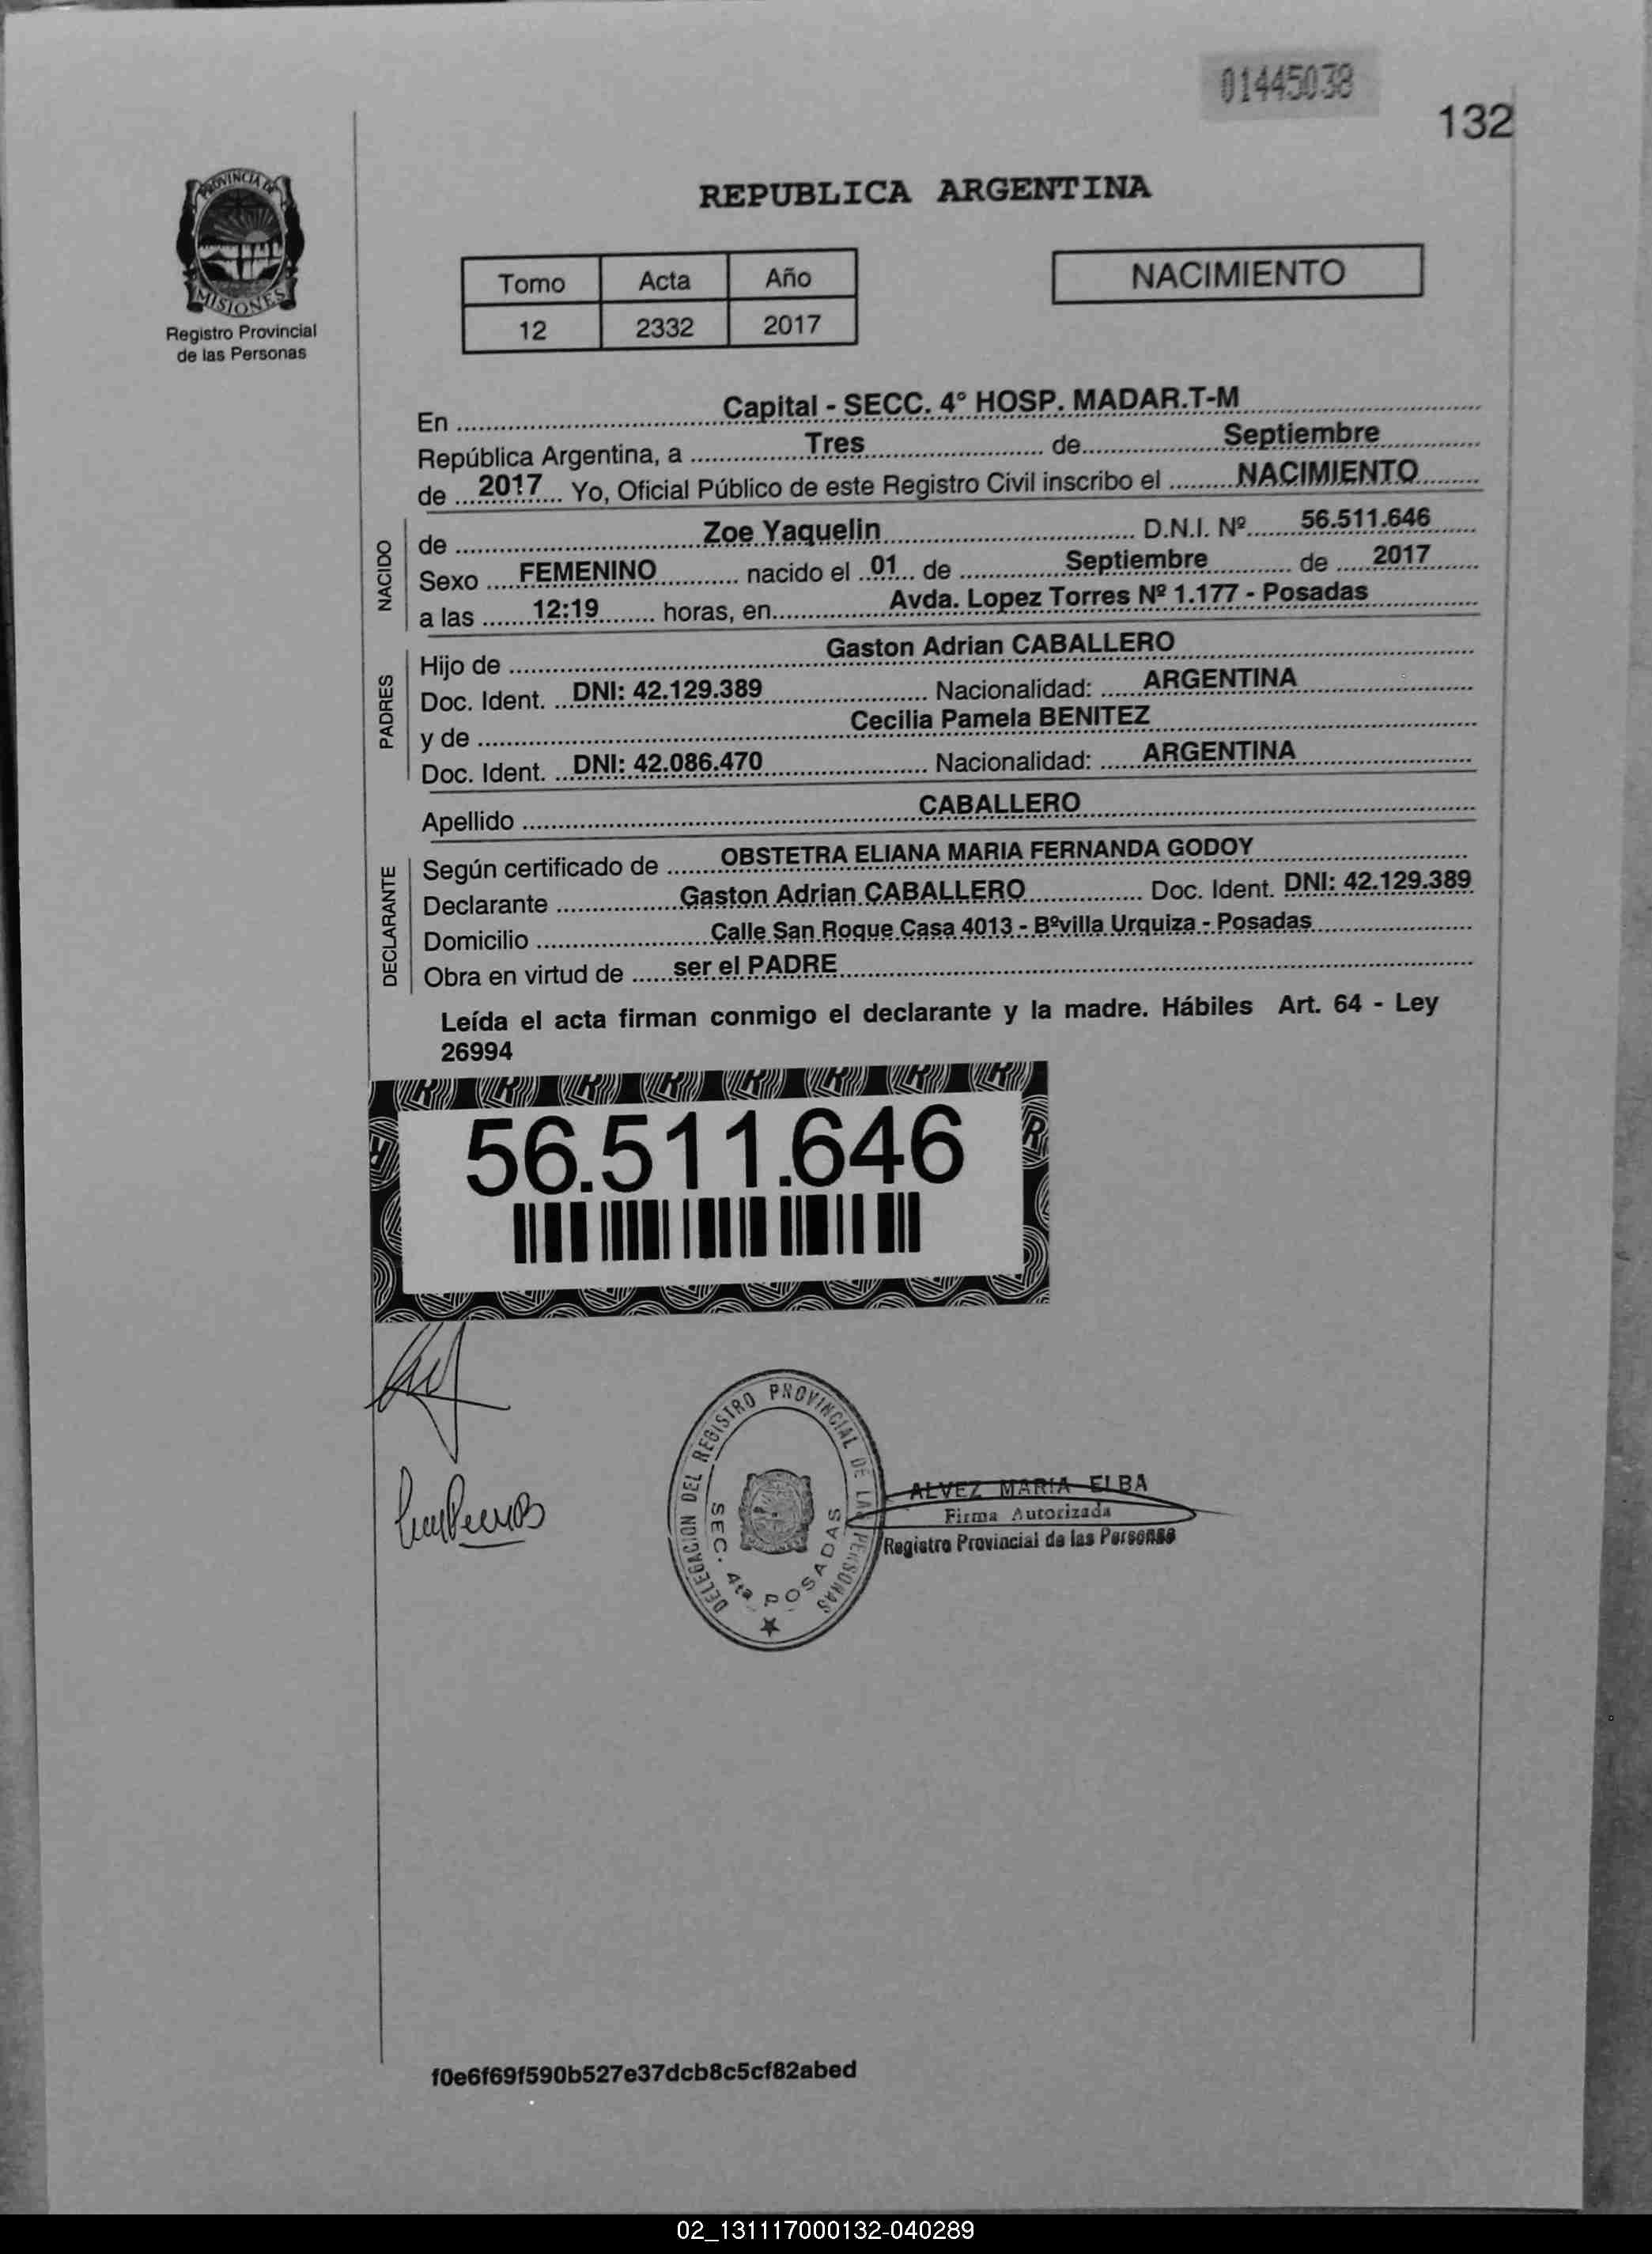 01445038
132
PROVINCIA DE
MISIONES
Registro Provincial
de las Personas
REPUBLICA ARGENTINA
Tomo Acta Año
12 2332 2017
NACIMIENTO
En Capital - SECC. 4° HOSP. MADAR.T-M
República Argentina, a Tres de Septiembre
de 2017 Yo, Oficial Público de este Registro Civil inscribo el NACIMIENTO
NACIDO
de Zoe Yaquelin D.N.I. Nº 56.511.646
Sexo FEMENINO nacido el 01 de Septiembre de 2017
a las 12:19 horas, en Avda. Lopez Torres Nº 1.177 - Posadas
PADRES
Hijo de Gaston Adrian CABALLERO
Doc. Ident. DNI: 42.129.389 Nacionalidad: ARGENTINA
y de Cecilia Pamela BENITEZ
Doc. Ident. DNI: 42.086.470 Nacionalidad: ARGENTINA
Apellido CABALLERO
DECLARANTE
Según certificado de OBSTETRA ELIANA MARIA FERNANDA GODOY
Declarante Gaston Adrian CABALLERO Doc. Ident. DNI: 42.129.389
Domicilio Calle San Roque Casa 4013 - Bºvilla Urquiza - Posadas
Obra en virtud de ser el PADRE
Leída el acta firman conmigo el declarante y la madre. Hábiles Art. 64 - Ley
26994
56.511.646
DELEGACION DEL REGISTRO PROVINCIAL DE LAS PERSONAS
SEC. 4ta POSADAS
ALVEZ MARIA ELBA
Firma Autorizada
Registro Provincial de las Personas
f0e6f69f590b527e37dcb8c5cf82abed
02_131117000132-040289